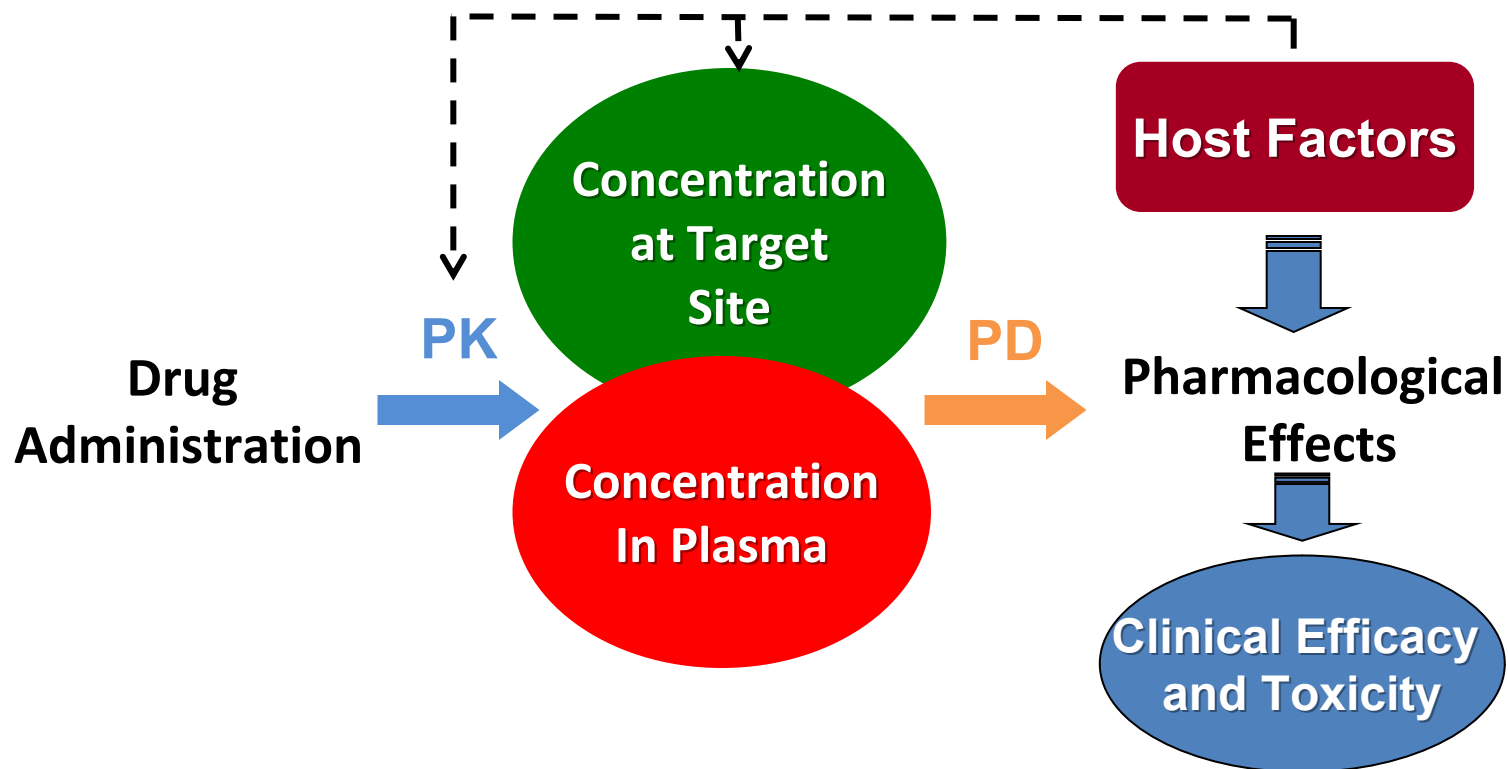 Host Factors
Concentration
at Target
Site
PK
PD
Drug
Administration
Pharmacological
Effects
Concentration
In Plasma
Clinical Efficacy
and Toxicity